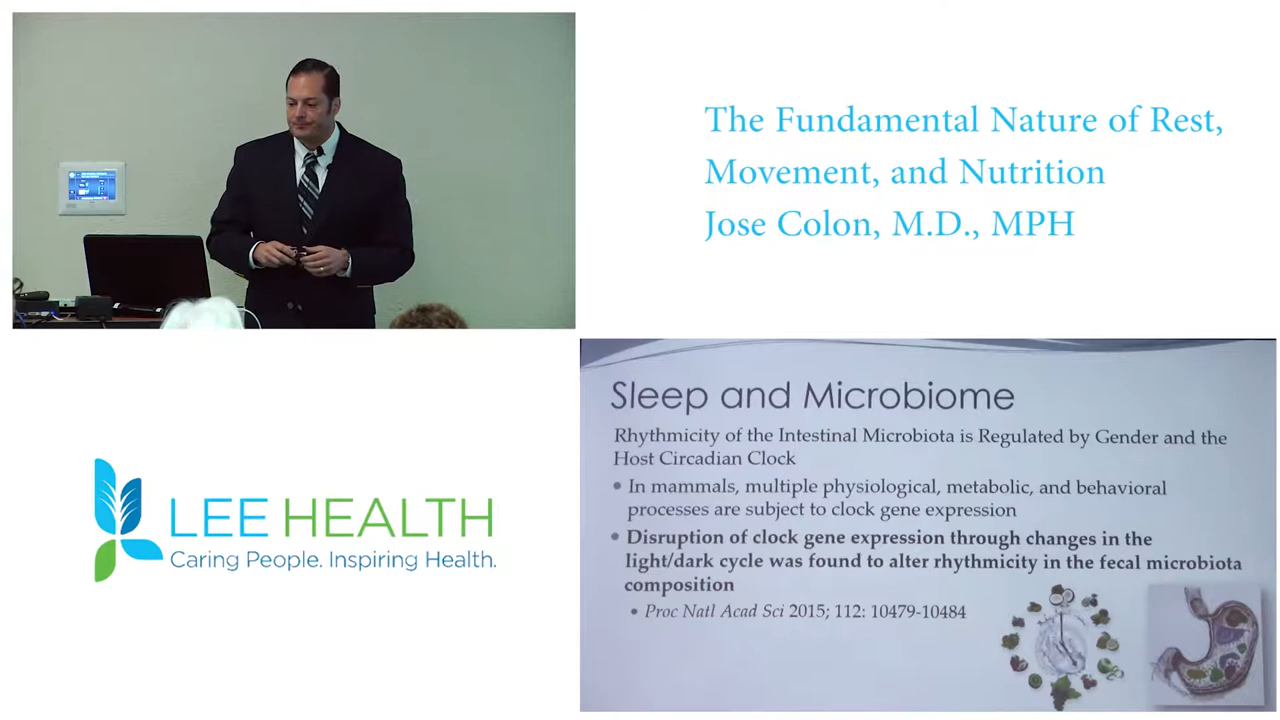 The Fundamental Nature of Rest,
Movement, and Nutrition
Jose Colon, M.D., MPH
LEE HEALTH
Caring People. Inspiring Health.
Sleep and Microbiome
Rhythmicity of the Intestinal Microbiota is Regulated by Gender and the
Host Circadian Clock
• In mammals, multiple physiological, metabolic, and behavioral
processes are subject to clock gene expression
• Disruption of clock gene expression through changes in the
light/dark cycle was found to alter rhythmicity in the fecal microbiota
composition
• Proc Natl Acad Sci 2015; 112: 10479-10484